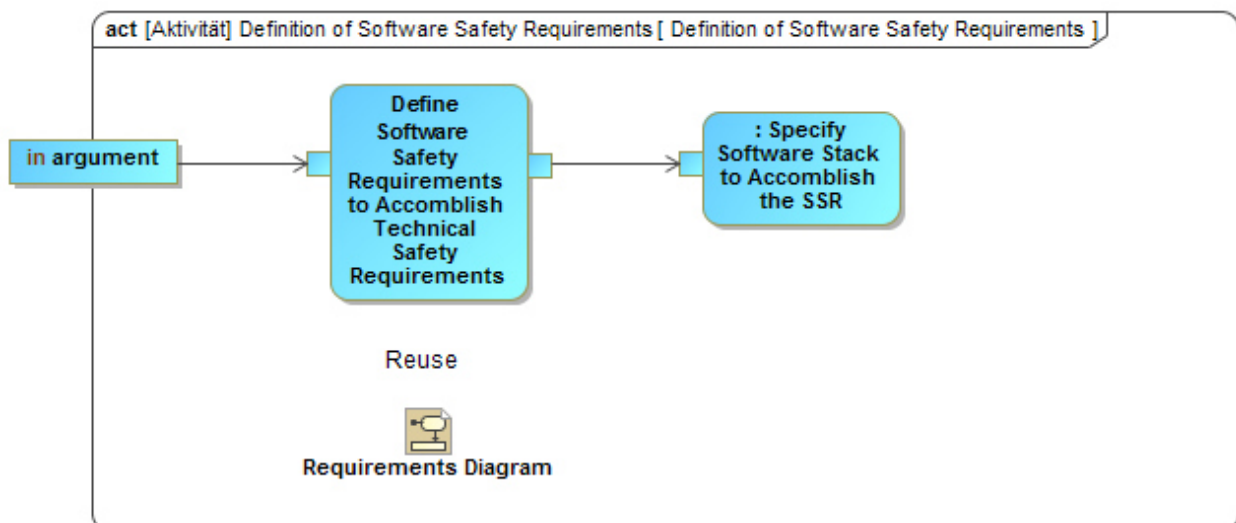 act [Aktivität] Definition of Software Safety Requirements [ Definition of Software Safety Requirements ]
in argument
Define
Software
Safety
Requirements
to Accomblish
Technical
Safety
Requirements
: Specify
Software Stack
to Accomblish
the SSR
Reuse
Requirements Diagram